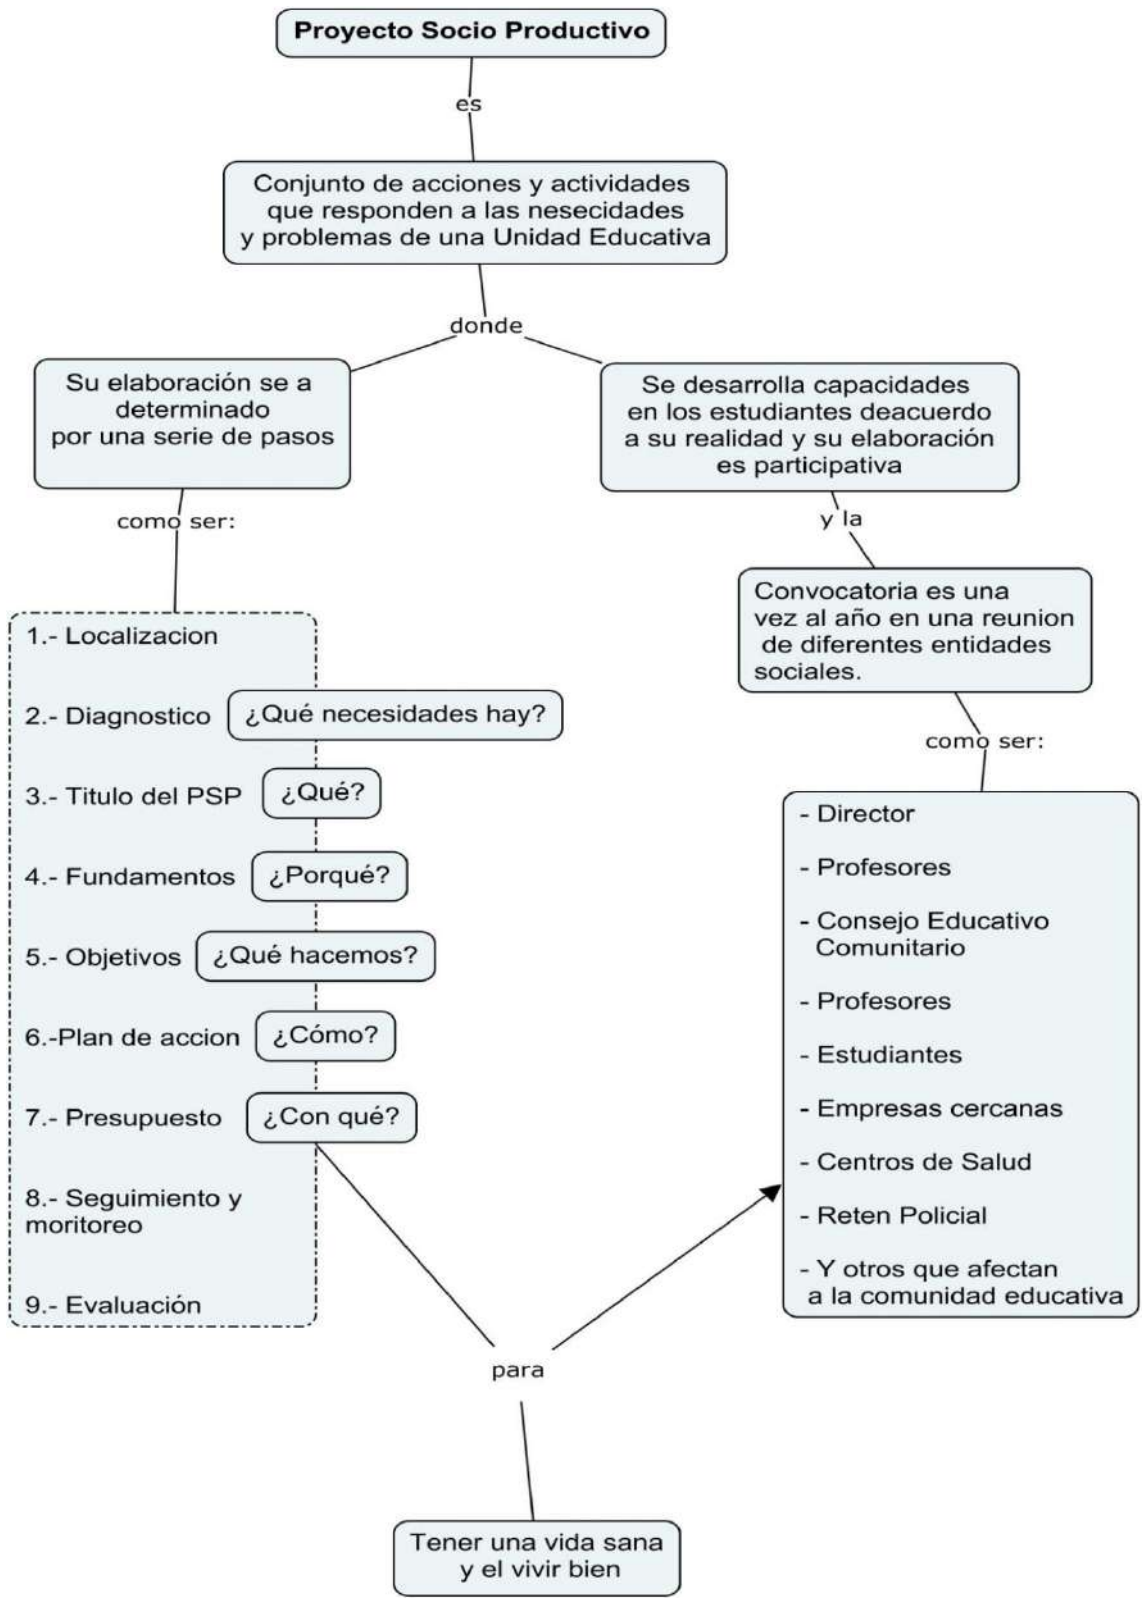 Proyecto Socio Productivo
es
Conjunto de acciones y actividades
que responden a las nesecidades
y problemas de una Unidad Educativa
donde
Su elaboración se a
determinado
por una serie de pasos
como ser:
1.- Localizacion
2.- Diagnostico
¿Qué necesidades hay?
3.- Titulo del PSP
¿Qué?
4.- Fundamentos
¿Porqué?
5.- Objetivos
¿Qué hacemos?
6.-Plan de accion
¿Cómo?
7.- Presupuesto
¿Con qué?
8.- Seguimiento y
moritoreo
9.- Evaluación
Se desarrolla capacidades
en los estudiantes deacuerdo
a su realidad y su elaboración
es participativa
y la
Convocatoria es una
vez al año en una reunion
de diferentes entidades
sociales.
como ser:
- Director
- Profesores
- Consejo Educativo
Comunitario
- Profesores
- Estudiantes
- Empresas cercanas
- Centros de Salud
- Reten Policial
- Y otros que afectan
a la comunidad educativa
para
Tener una vida sana
y el vivir bien